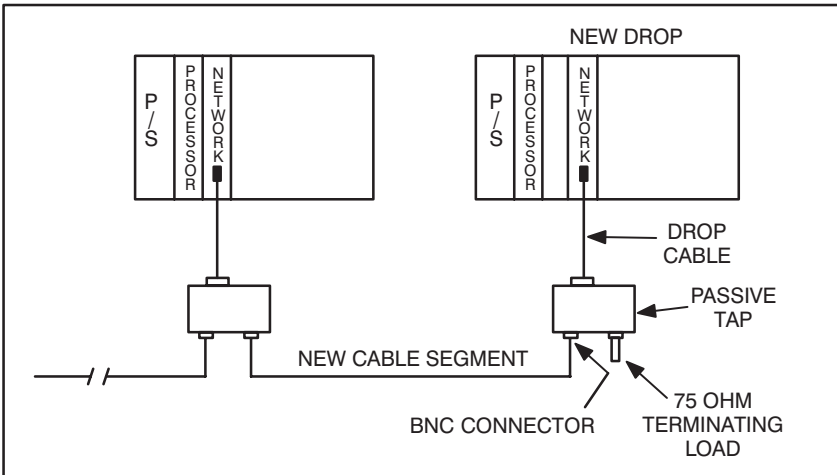 NEW DROP
P/S
PROCESSOR
NETWORK
P/S
PROCESSOR
NETWORK
DROP
CABLE
PASSIVE
TAP
NEW CABLE SEGMENT
BNC CONNECTOR
75 OHM
TERMINATING
LOAD